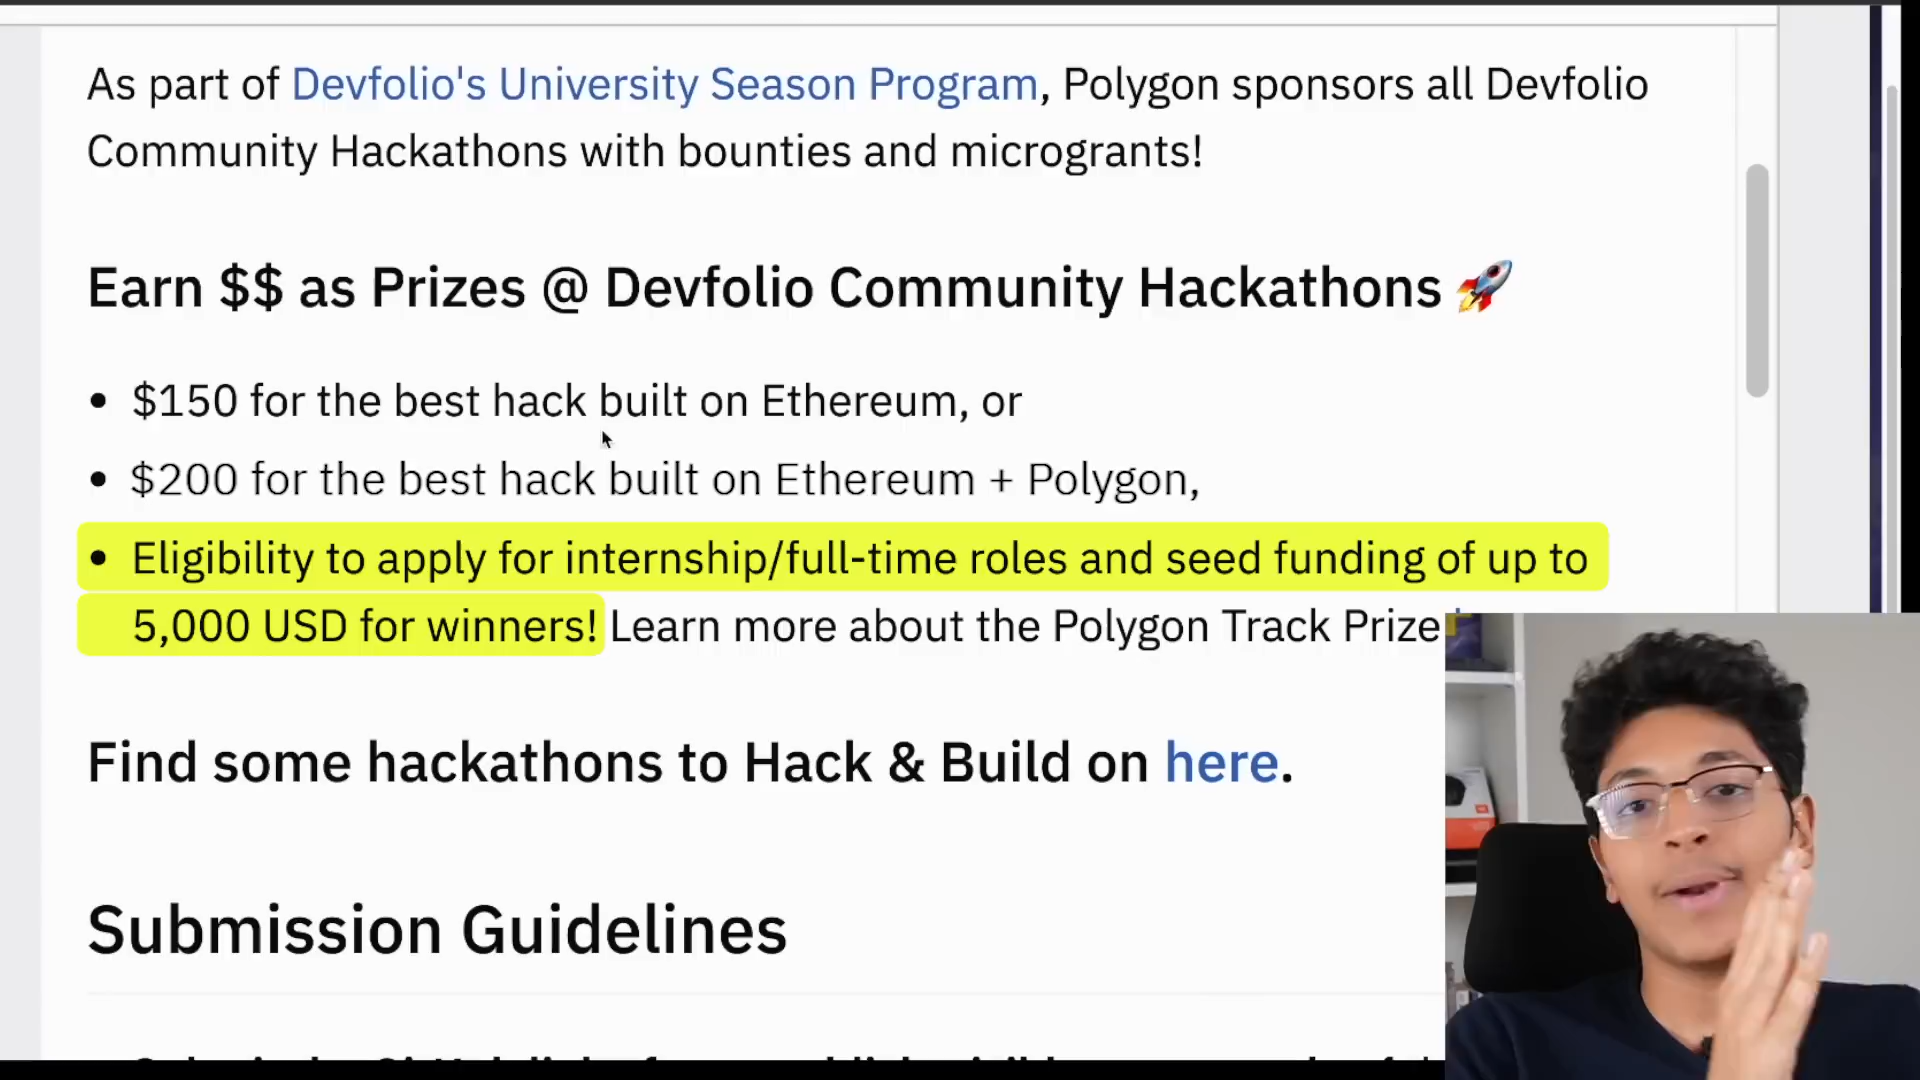 As part of Devfolio's University Season Program, Polygon sponsors all Devfolio
Community Hackathons with bounties and microgrants!
Earn $$ as Prizes @ Devfolio Community Hackathons 🚀
• $150 for the best hack built on Ethereum, or
• $200 for the best hack built on Ethereum + Polygon,
• Eligibility to apply for internship/full-time roles and seed funding of up to
5,000 USD for winners! Learn more about the Polygon Track Prize
Find some hackathons to Hack & Build on here.
Submission Guidelines